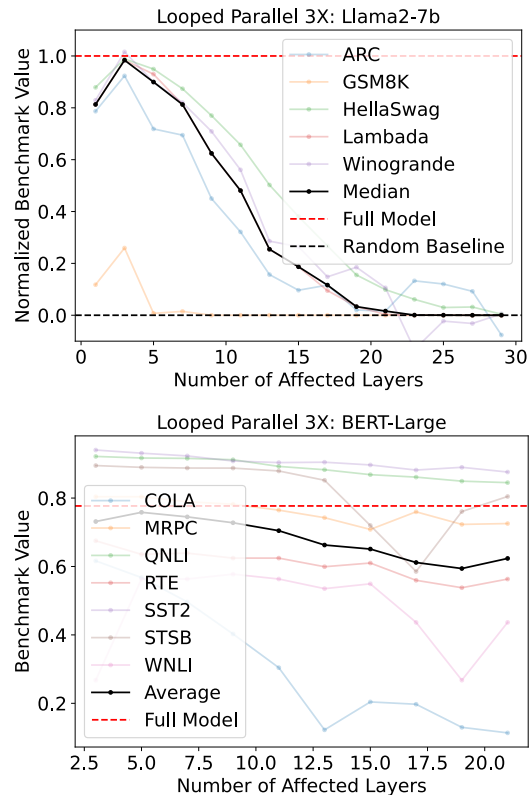 Looped Parallel 3X: Llama2-7b
Normalized Benchmark Value
1.0
0.8
0.6
0.4
0.2
0.0
ARC
GSM8K
HellaSwag
Lambada
Winogrande
Median
Full Model
Random Baseline
0 5 10 15 20 25 30
Number of Affected Layers
Looped Parallel 3X: BERT-Large
Benchmark Value
0.8
0.6
0.4
0.2
COLA
MRPC
QNLI
RTE
SST2
STSB
WNLI
Average
Full Model
2.5 5.0 7.5 10.0 12.5 15.0 17.5 20.0
Number of Affected Layers